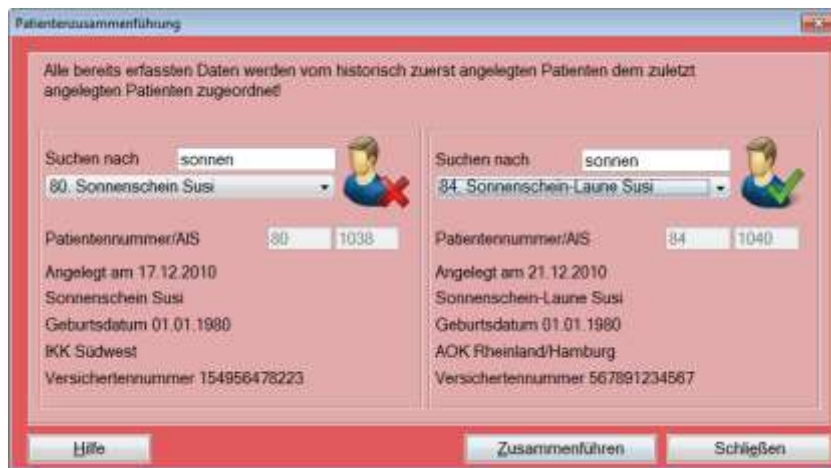 Patientenzusammenführung
Alle bereits erfassten Daten werden vom historisch zuerst angelegten Patienten dem zuletzt
angelegten Patienten zugeordnet!
Suchen nach sonnen
80. Sonnenschein Susi
Patientennummer/AIS 80 1038
Angelegt am 17.12.2010
Sonnenschein Susi
Geburtsdatum 01.01.1980
IKK Südwest
Versichertennummer 154956478223
Suchen nach sonnen
84. Sonnenschein-Laune Susi
Patientennummer/AIS 84 1040
Angelegt am 21.12.2010
Sonnenschein-Laune Susi
Geburtsdatum 01.01.1980
AOK Rheinland/Hamburg
Versichertennummer 567891234567
Hilfe
Zusammenführen
Schließen